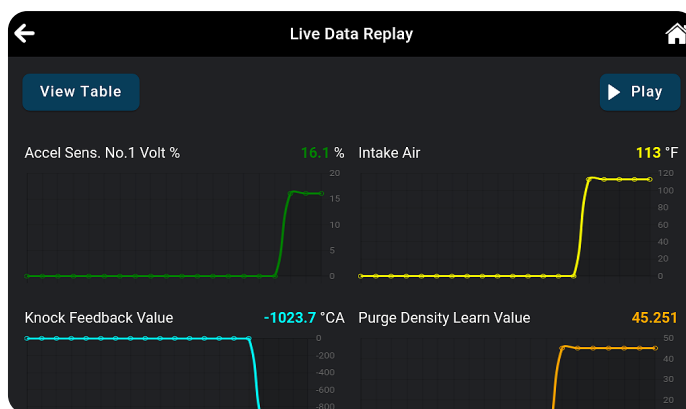 Live Data Replay
View Table
Play
Accel Sens. No.1 Volt %
16.1 %
20
15
10
5
0
Intake Air
113 °F
120
100
80
60
40
20
0
Knock Feedback Value
-1023.7 °CA
0
-200
-400
-600
-800
Purge Density Learn Value
45.251
50
40
30
20